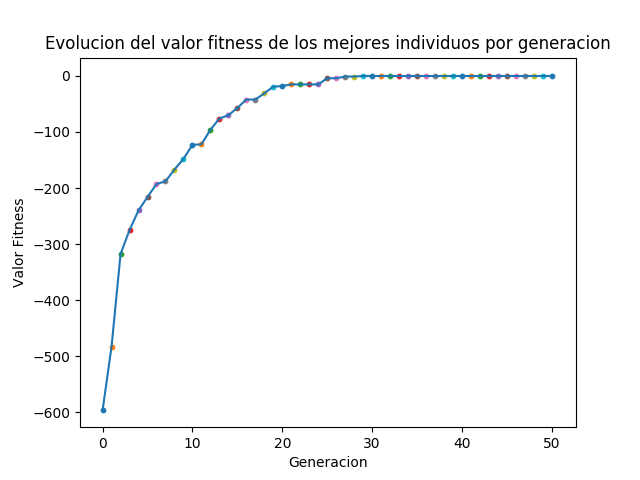 Evolucion del valor fitness de los mejores individuos por generacion
0
−100
−200
−300
−400
−500
−600
Valor Fitness
0 10 20 30 40 50
Generacion